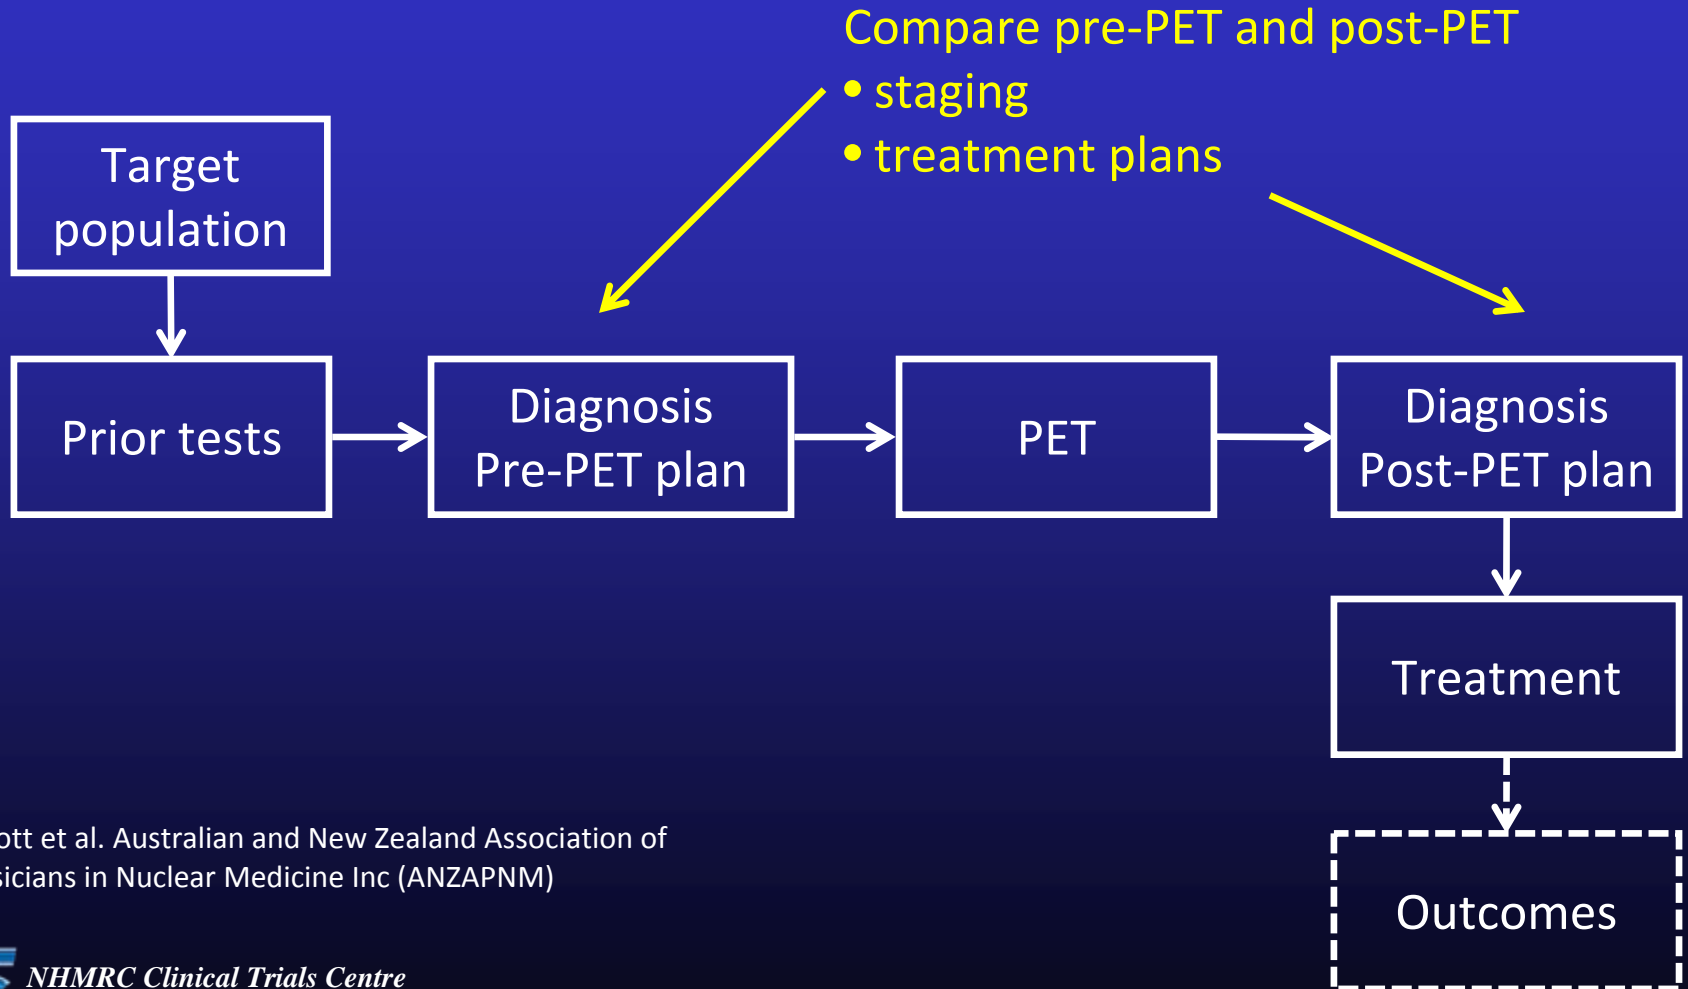 Compare pre-PET and post-PET
• staging
• treatment plans
Target
population
Prior tests
Diagnosis
Pre-PET plan
PET
Diagnosis
Post-PET plan
Treatment
Outcomes
ott et al. Australian and New Zealand Association of
sicians in Nuclear Medicine Inc (ANZAPNM)
NHMRC Clinical Trials Centre